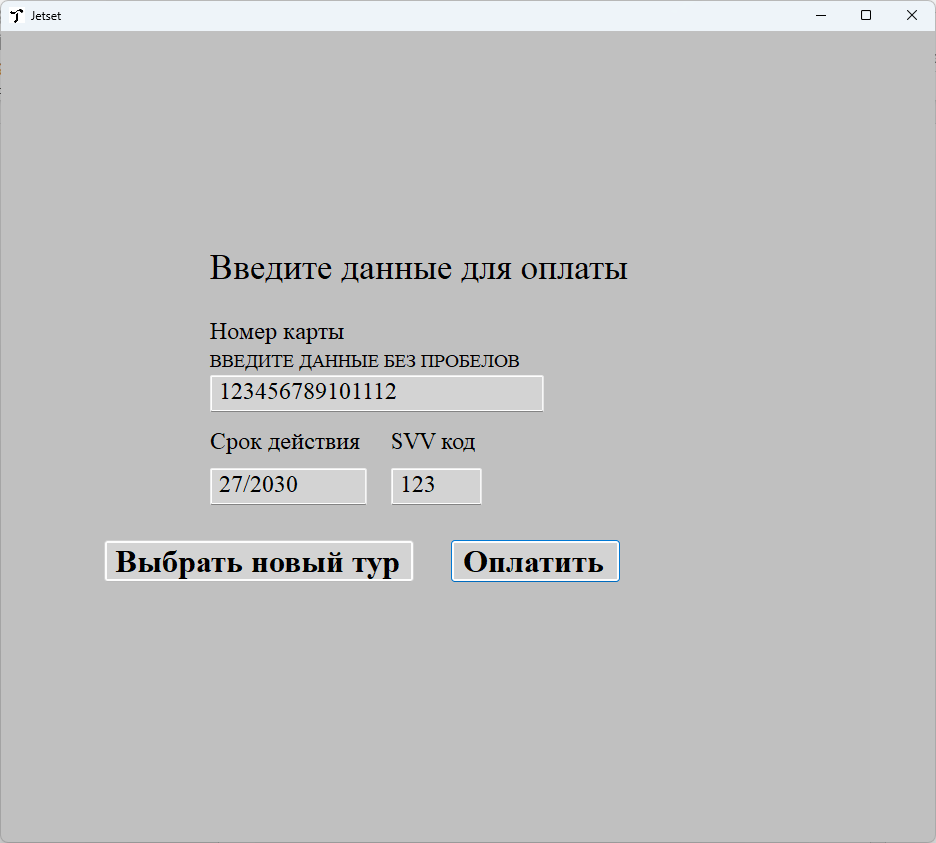 Jetset
Введите данные для оплаты
Номер карты
ВВЕДИТЕ ДАННЫЕ БЕЗ ПРОБЕЛОВ
123456789101112
Срок действия SVV код
27/2030 123
Выбрать новый тур Оплатить